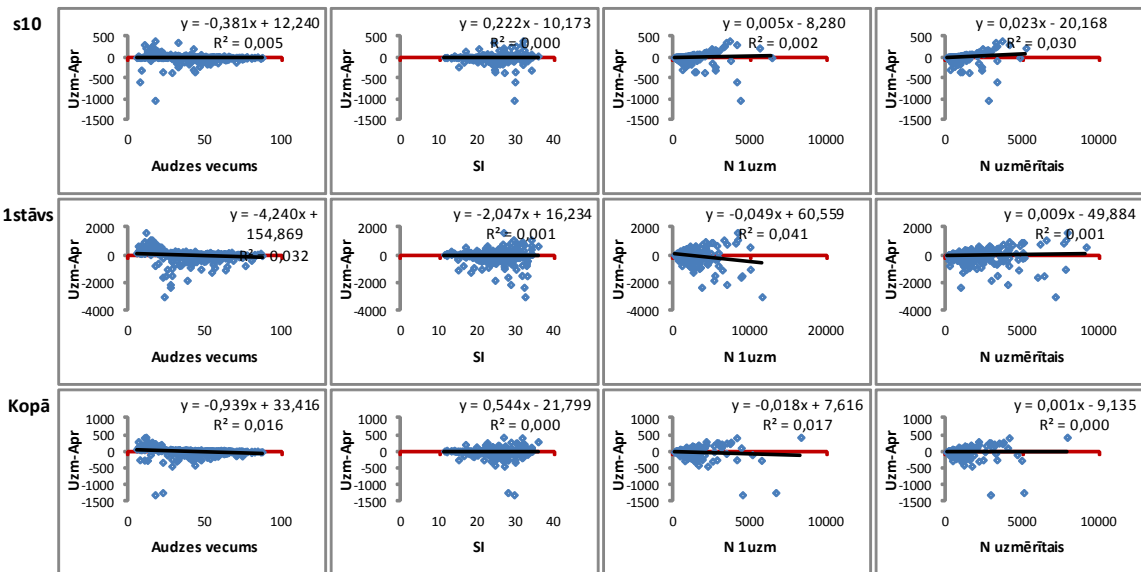 s10
y = -0,381x + 12,240
R² = 0,005
500
0
-500
-1000
-1500
Uzm-Apr
0 50 100
Audzes vecums
y = 0,222x - 10,173
R² = 0,000
500
0
-500
-1000
-1500
Uzm-Apr
0 10 20 30 40
SI
y = 0,005x - 8,280
R² = 0,002
500
0
-500
-1000
-1500
Uzm-Apr
0 5000 10000
N 1uzm
y = 0,023x - 20,168
R² = 0,030
500
0
-500
-1000
-1500
Uzm-Apr
0 5000 10000
N uzmērītais
1stāvs
y = -4,240x +
154,869
R² = 0,032
2000
0
-2000
-4000
Uzm-Apr
0 50 100
Audzes vecums
y = -2,047x + 16,234
R² = 0,001
2000
0
-2000
-4000
Uzm-Apr
0 10 20 30 40
SI
y = -0,049x + 60,559
R² = 0,041
2000
0
-2000
-4000
Uzm-Apr
0 10000 20000
N 1uzm
y = 0,009x - 49,884
R² = 0,001
2000
0
-2000
-4000
Uzm-Apr
0 5000 10000
N uzmērītais
Kopā
y = -0,939x + 33,416
R² = 0,016
1000
500
0
-500
-1000
-1500
Uzm-Apr
0 50 100
Audzes vecums
y = 0,544x - 21,799
R² = 0,000
1000
500
0
-500
-1000
-1500
Uzm-Apr
0 10 20 30 40
SI
y = -0,018x + 7,616
R² = 0,017
1000
500
0
-500
-1000
-1500
Uzm-Apr
0 5000 10000
N 1uzm
y = 0,001x - 9,135
R² = 0,000
1000
500
0
-500
-1000
-1500
Uzm-Apr
0 5000 10000
N uzmērītais